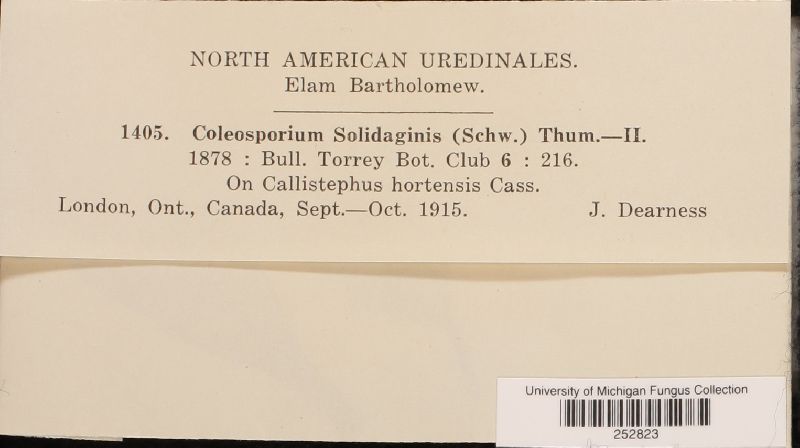 NORTH AMERICAN UREDINALES.
Elam Bartholomew.
1405. Coleosporium Solidaginis (Schw.) Thum.—II.
1878 : Bull. Torrey Bot. Club 6 : 216.
On Callistephus hortensis Cass.
London, Ont., Canada, Sept.—Oct. 1915. J. Dearness
University of Michigan Fungus Collection
252823